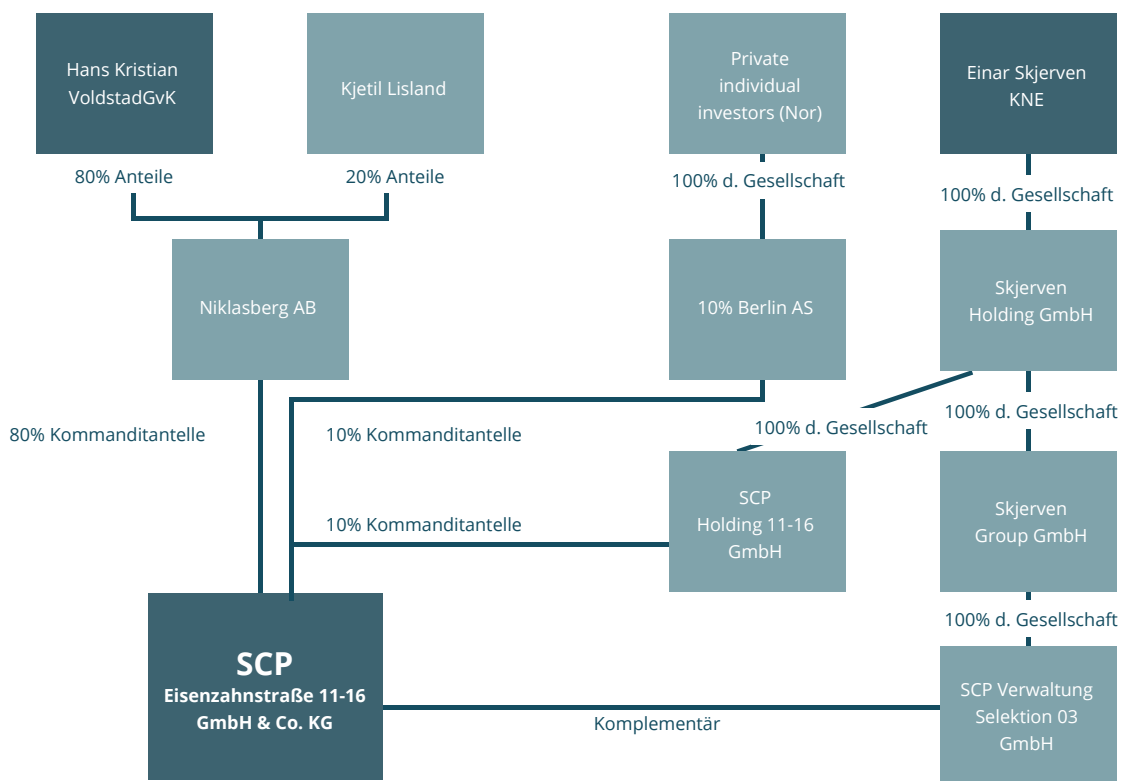 Hans Kristian
VoldstadGvK
Kjetil Lisland
Private
individual
investors (Nor)
Einar Skjerven
KNE
80% Anteile
20% Anteile
100% d. Gesellschaft
100% d. Gesellschaft
Niklasberg AB
10% Berlin AS
Skjerven
Holding GmbH
80% Kommanditantelle
10% Kommanditantelle
100% d. Gesellschaft
100% d. Gesellschaft
10% Kommanditantelle
SCP
Holding 11-16
GmbH
Skjerven
Group GmbH
100% d. Gesellschaft
SCP
Eisenzahnstraße 11-16
GmbH & Co. KG
Komplementär
SCP Verwaltung
Selektion 03
GmbH